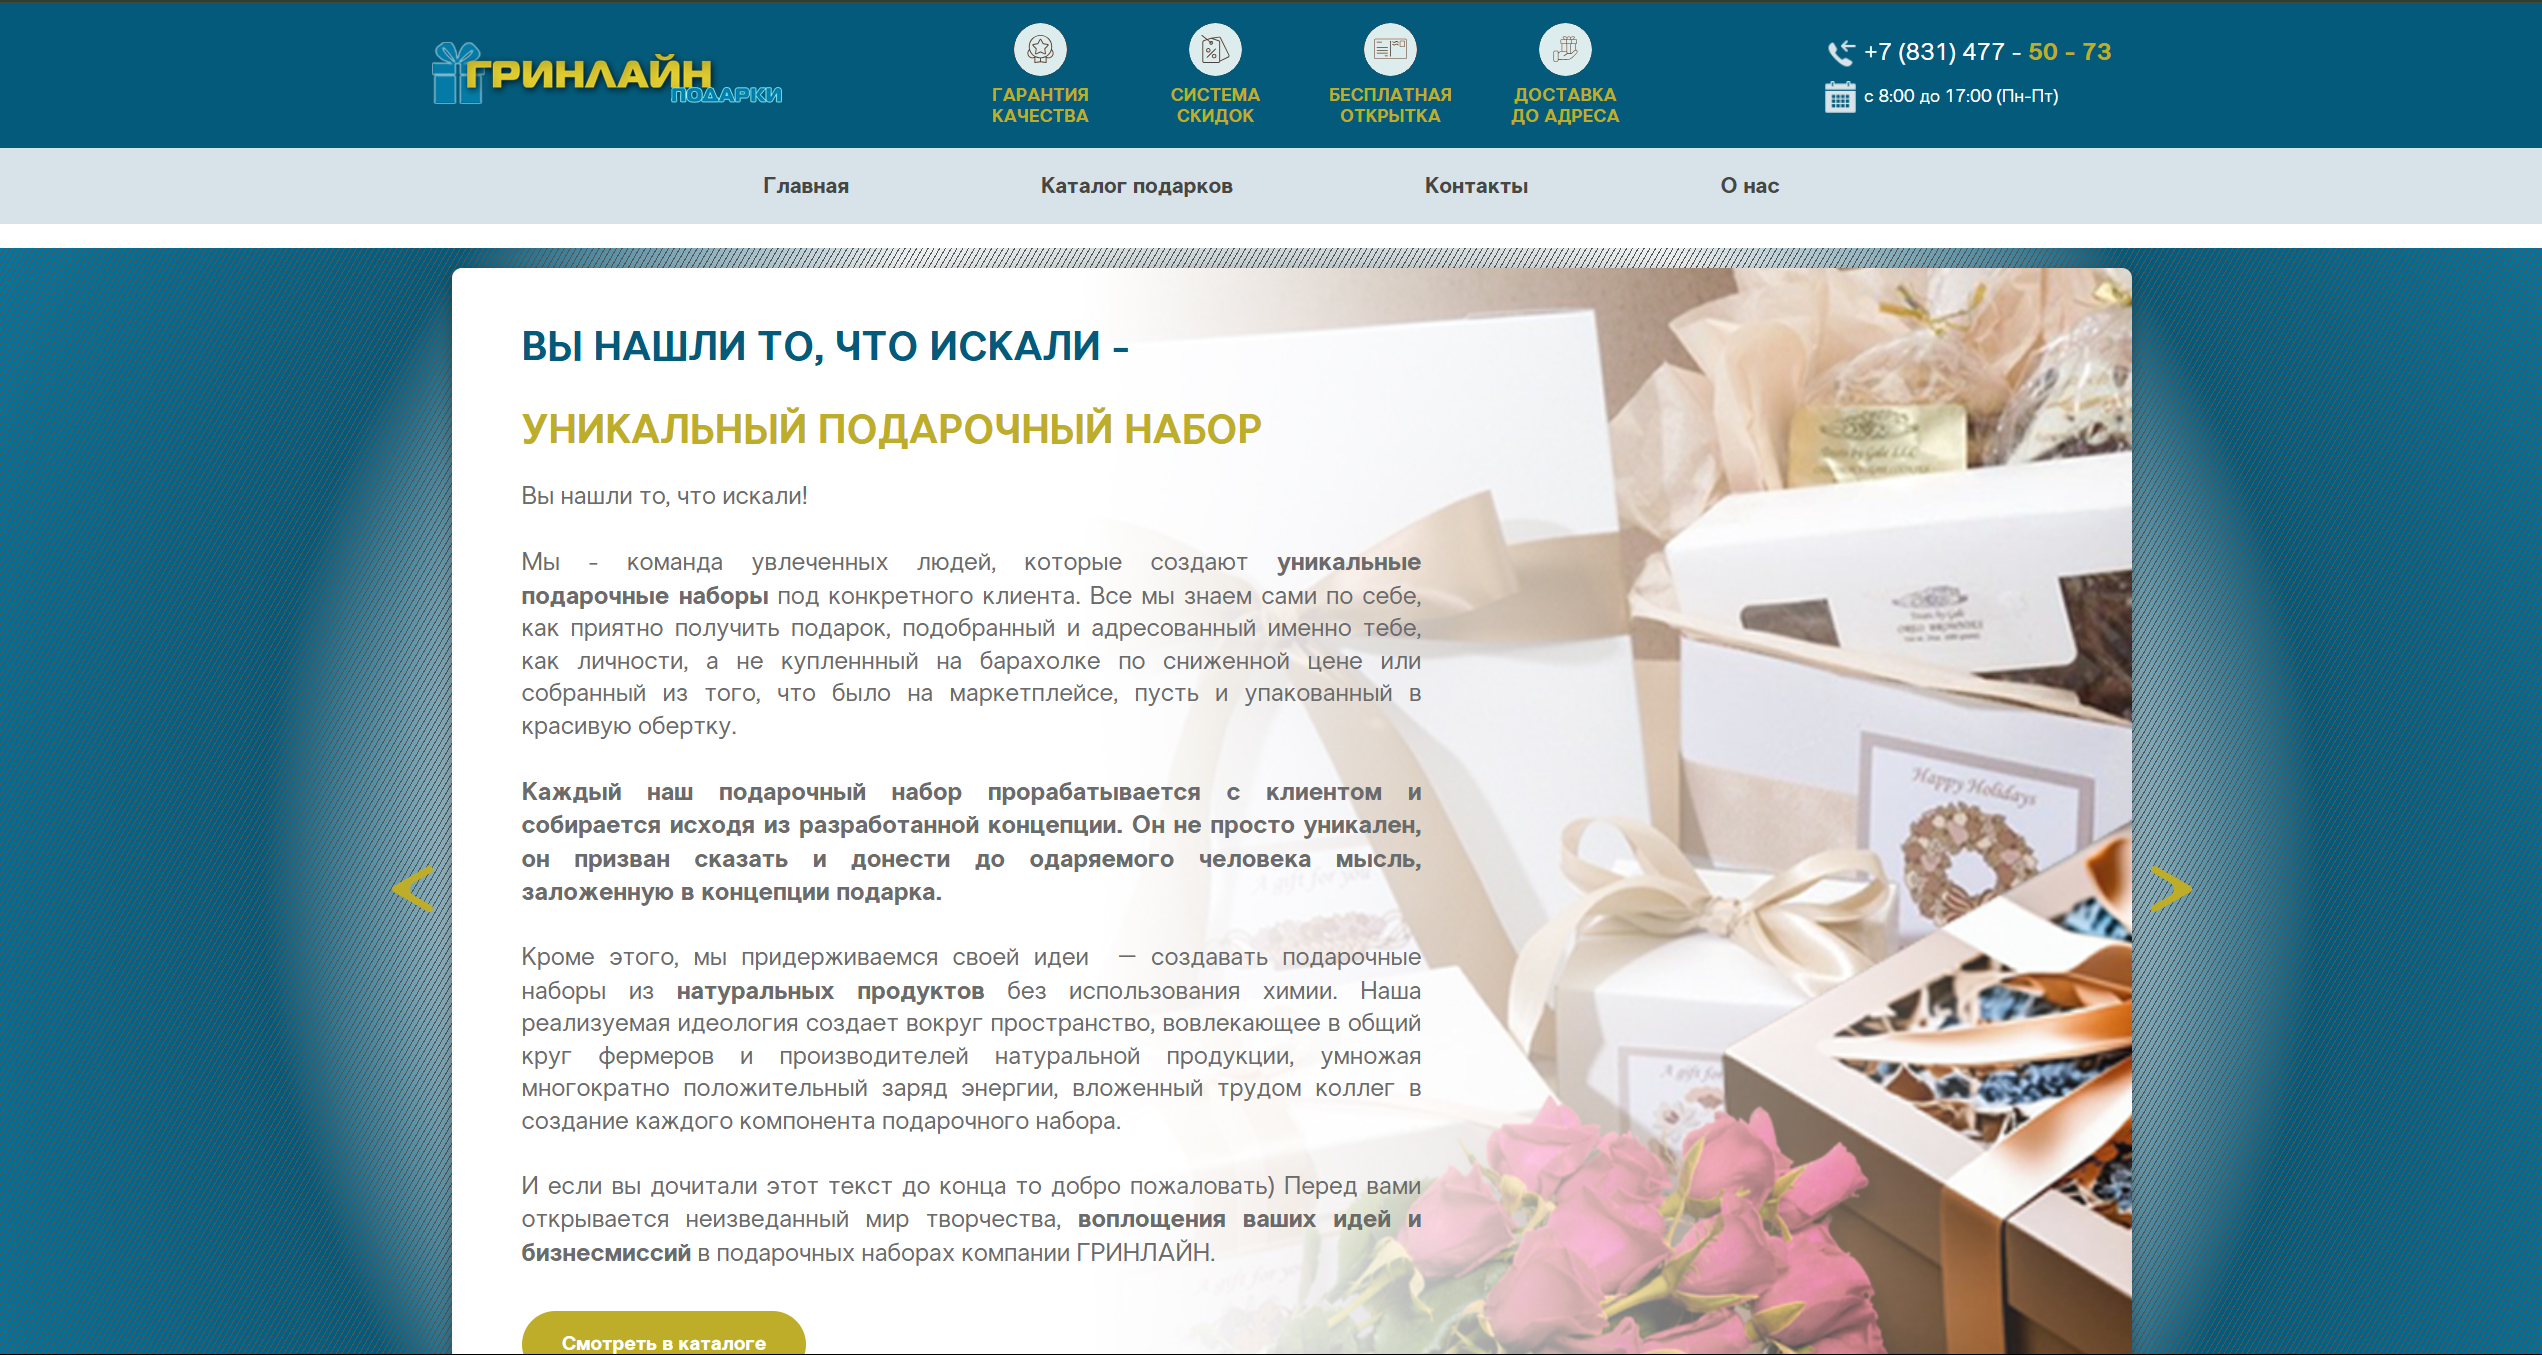 ГРИНЛАЙН
ПОДАРКИ
ГАРАНТИЯ
КАЧЕСТВА
СИСТЕМА
СКИДОК
БЕСПЛАТНАЯ
ОТКРЫТКА
ДОСТАВКА
ДО АДРЕСА
+7 (831) 477 - 50 - 73
с 8:00 до 17:00 (Пн-Пт)
Главная
Каталог подарков
Контакты
О нас
ВЫ НАШЛИ ТО, ЧТО ИСКАЛИ -
УНИКАЛЬНЫЙ ПОДАРОЧНЫЙ НАБОР
Вы нашли то, что искали!
Мы - команда увлеченных людей, которые создают уникальные
подарочные наборы под конкретного клиента. Все мы знаем сами по себе,
как приятно получить подарок, подобранный и адресованный именно тебе,
как личности, а не купленнный на барахолке по сниженной цене или
собранный из того, что было на маркетплейсе, пусть и упакованный в
красивую обертку.
Каждый наш подарочный набор прорабатывается с клиентом и
собирается исходя из разработанной концепции. Он не просто уникален,
он призван сказать и донести до одаряемого человека мысль,
заложенную в концепции подарка.
Кроме этого, мы придерживаемся своей идеи — создавать подарочные
наборы из натуральных продуктов без использования химии. Наша
реализуемая идеология создает вокруг пространство, вовлекающее в общий
круг фермеров и производителей натуральной продукции, умножая
многократно положительный заряд энергии, вложенный трудом коллег в
создание каждого компонента подарочного набора.
И если вы дочитали этот текст до конца то добро пожаловать) Перед вами
открывается неизведанный мир творчества, воплощения ваших идей и
бизнесмиссий в подарочных наборах компании ГРИНЛАЙН.
Смотреть в каталоге
Happy Holidays
A gift for you